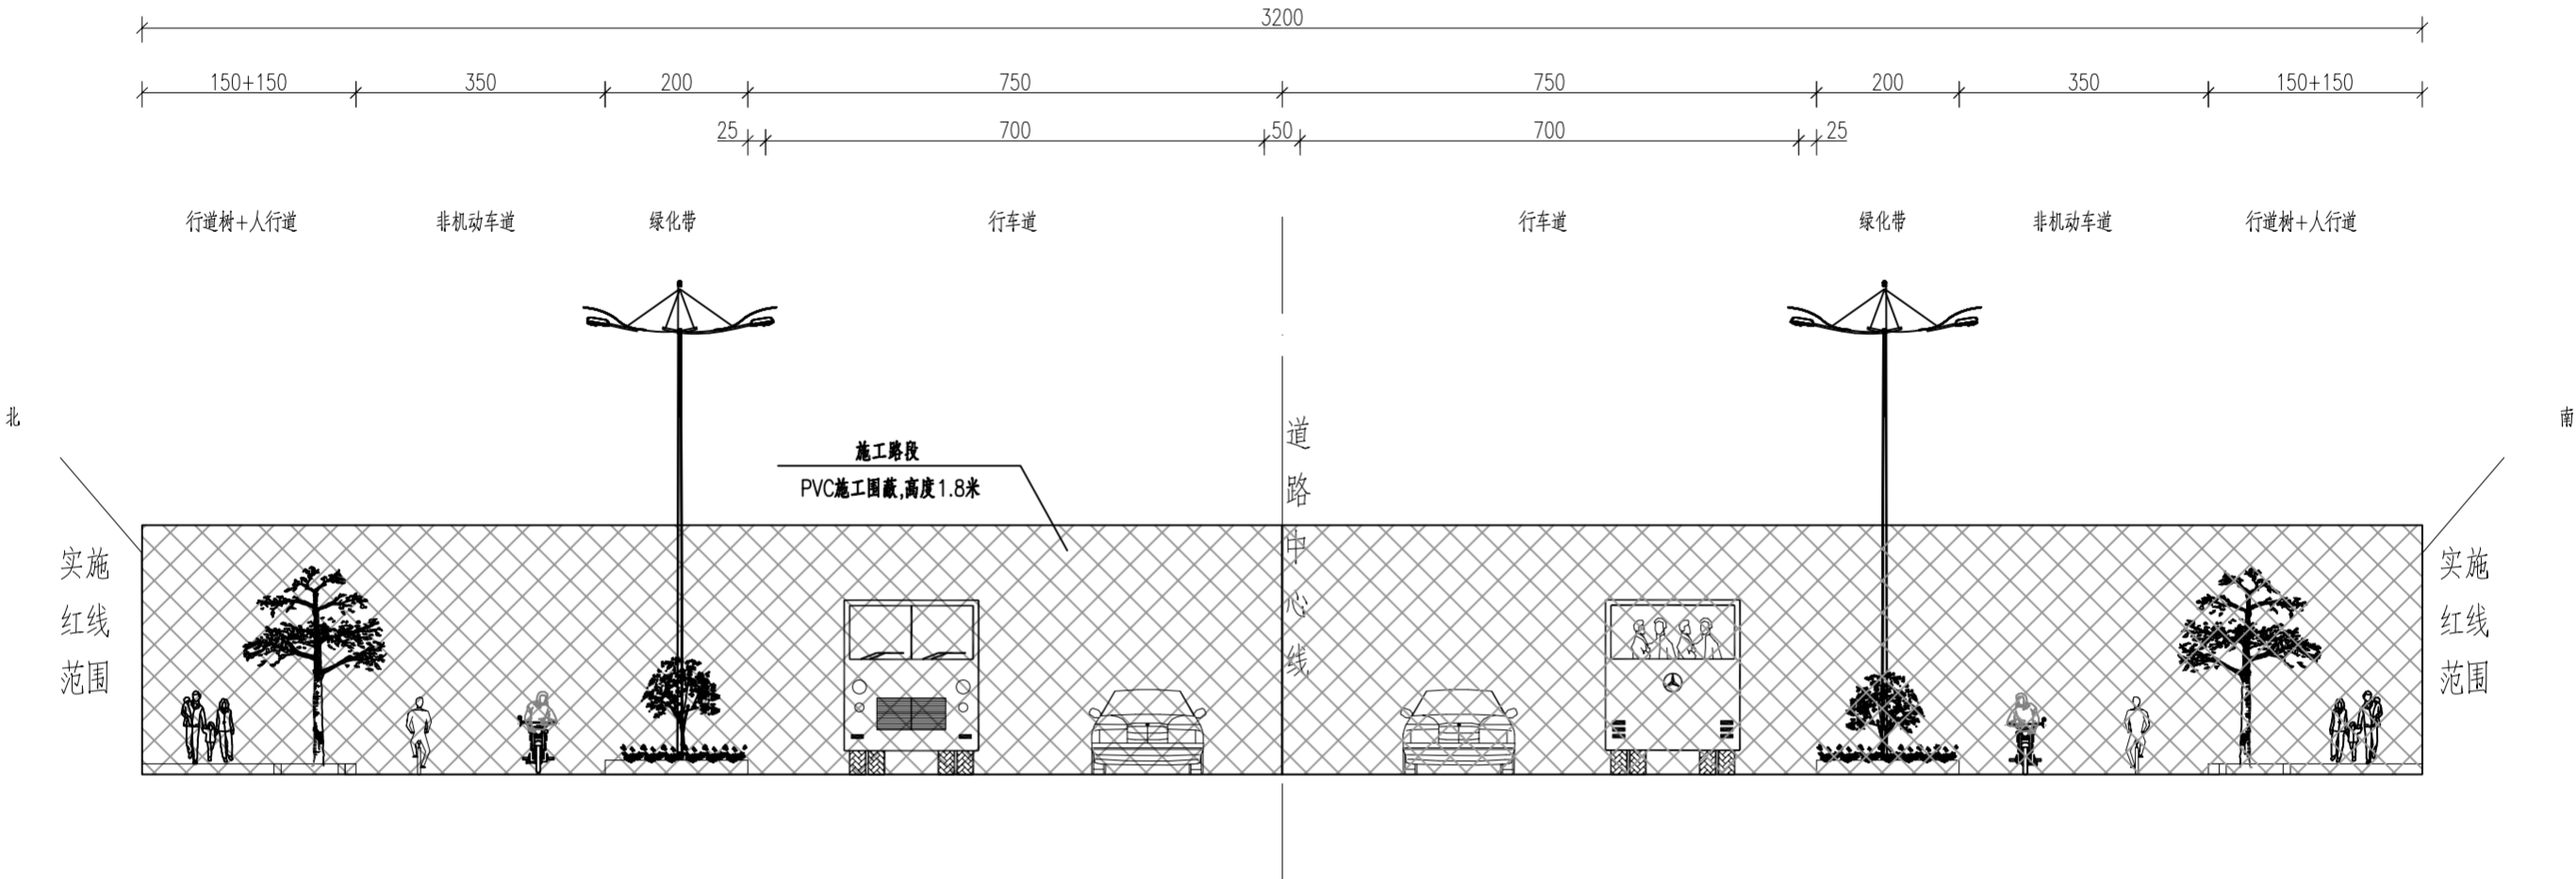 3200
150+150 350 200 750 750 200 350 150+150
25 700 50 700 25
行道树+人行道 非机动车道 绿化带 行车道 行车道 绿化带 非机动车道 行道树+人行道
北
南
施工路段
PVC施工围蔽,高度1.8米
道路中心线
实施
红线
范围
实施
红线
范围